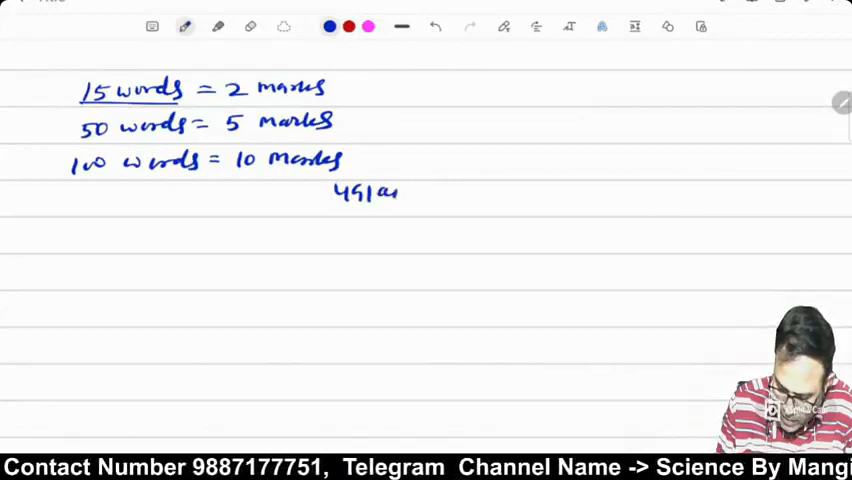 15 words = 2 marks
50 words = 5 marks
100 words = 10 marks
Contact Number 9887177751, Telegram Channel Name -> Science By Mangi